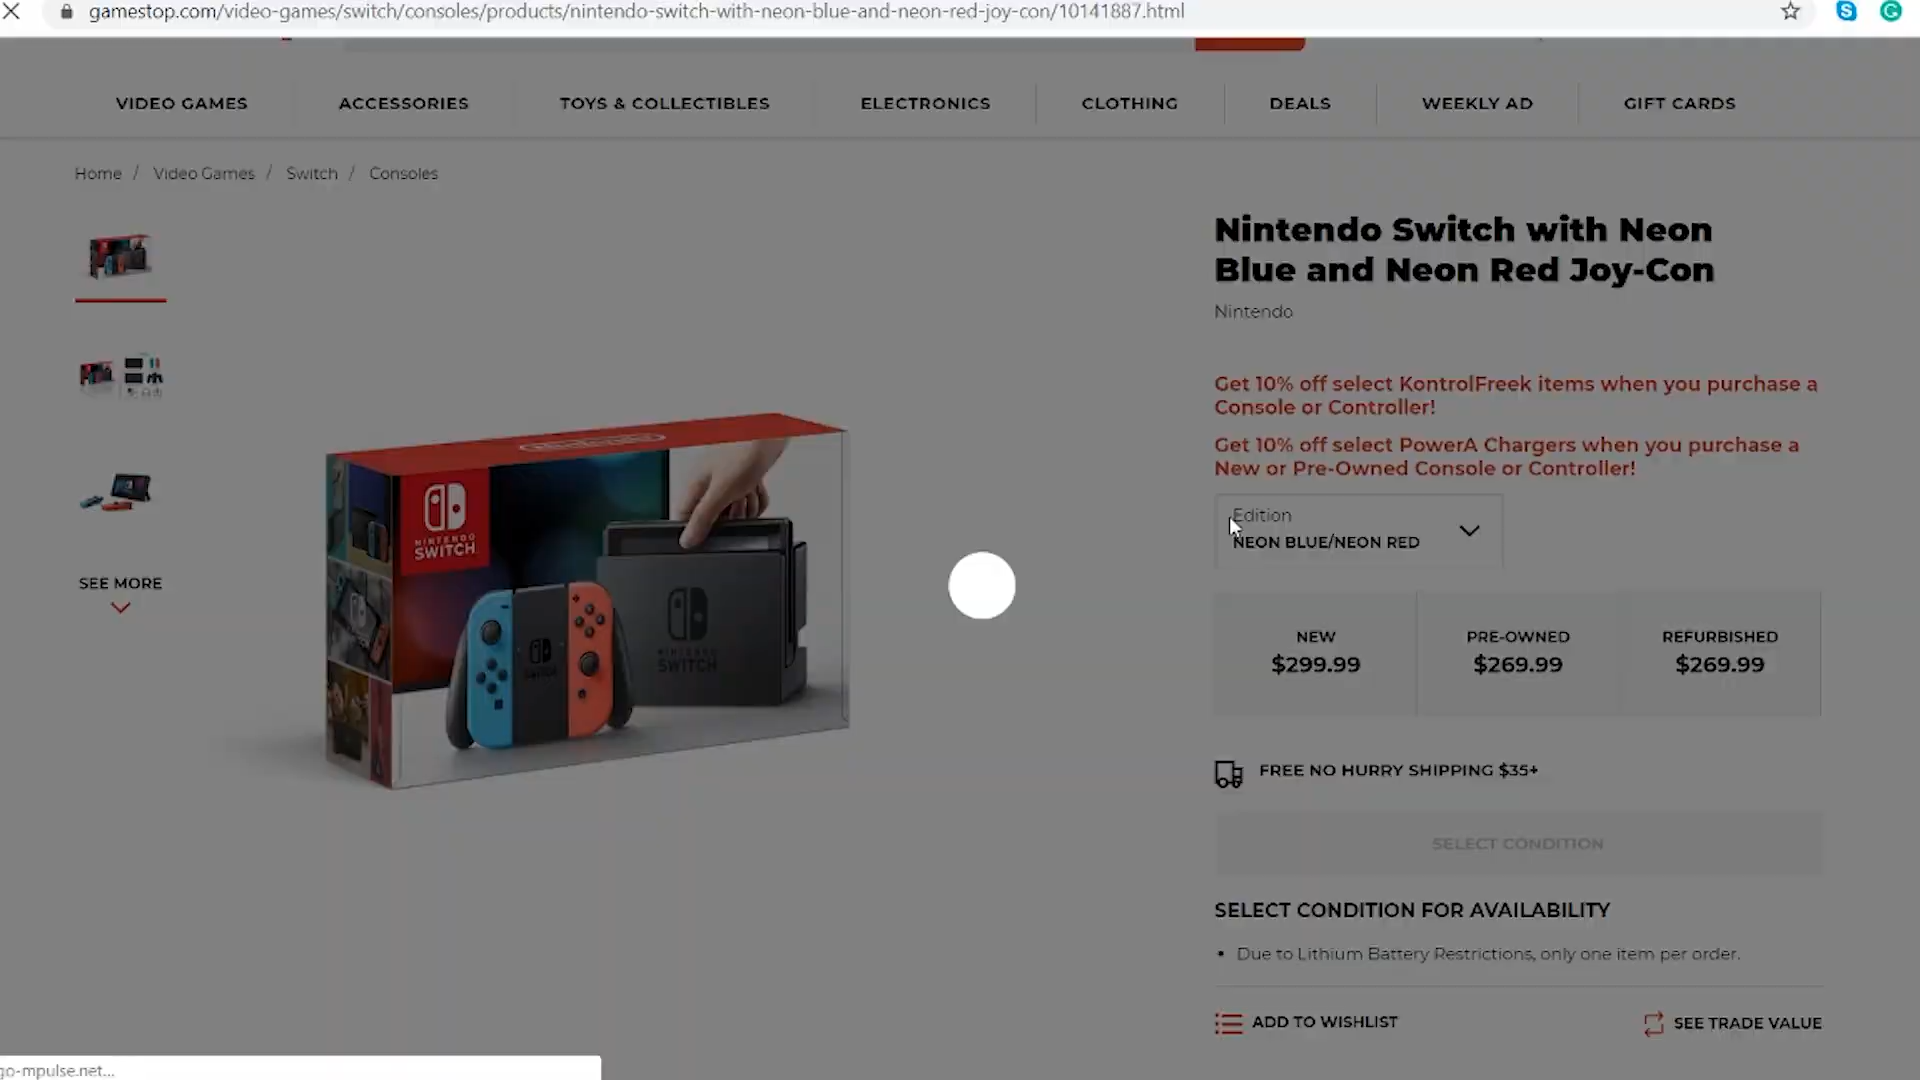 gamestop.com/video-games/switch/consoles/products/nintendo-switch-with-neon-blue-and-neon-red-joy-con/10141887.html
VIDEO GAMES
ACCESSORIES
TOYS & COLLECTIBLES
ELECTRONICS
CLOTHING
DEALS
WEEKLY AD
GIFT CARDS
Home / Video Games / Switch / Consoles
SEE MORE
Nintendo
NINTENDO
SWITCH
NINTENDO
SWITCH
Nintendo Switch with Neon
Blue and Neon Red Joy-Con
Nintendo
Get 10% off select KontrolFreek items when you purchase a
Console or Controller!
Get 10% off select PowerA Chargers when you purchase a
New or Pre-Owned Console or Controller!
Edition
NEON BLUE/NEON RED
NEW
$299.99
PRE-OWNED
$269.99
REFURBISHED
$269.99
FREE NO HURRY SHIPPING $35+
SELECT CONDITION
SELECT CONDITION FOR AVAILABILITY
• Due to Lithium Battery Restrictions, only one item per order.
ADD TO WISHLIST
SEE TRADE VALUE
go-mpulse.net...